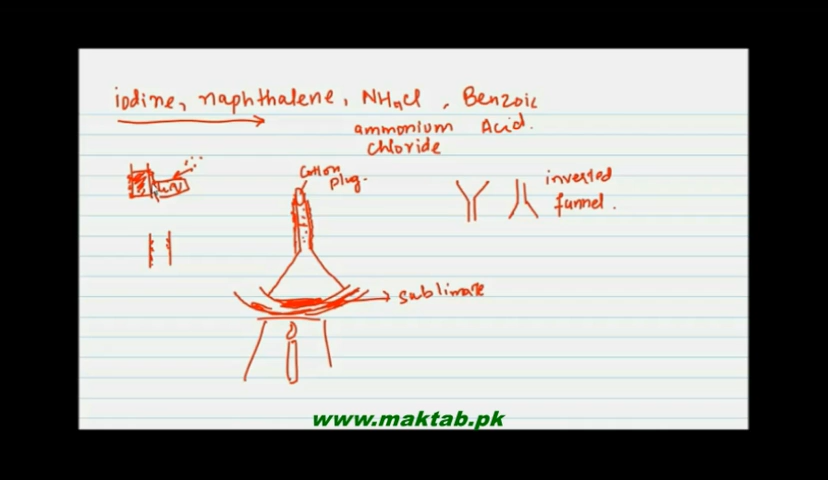 iodine, naphthalene, NH4Cl, Benzoic
ammonium Acid.
chloride
Cotton
plug.
inverted
funnel.
sublimate
www.maktab.pk